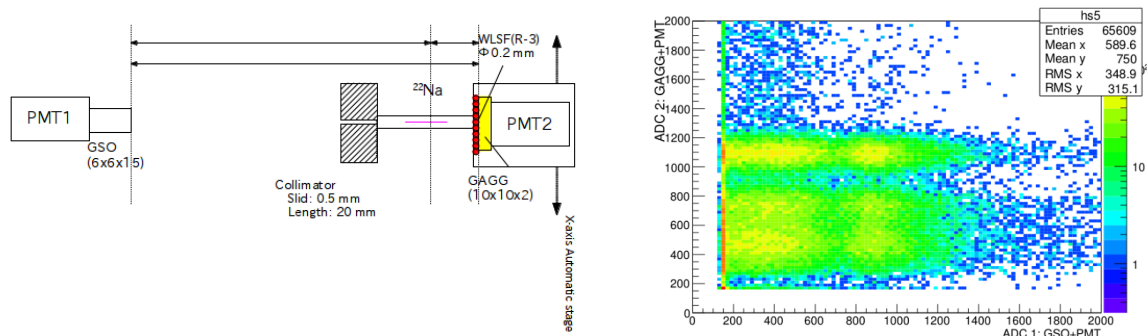 WLSF(R-3)
Φ0.2 mm
22Na
PMT1
PMT2
GSO
(6x6x15)
GAGG
(10x10x2)
Collimator
Slid: 0.5 mm
Length: 20 mm
X-axis Automatic stage
hs5
Entries 65609
Mean x 589.6
Mean y 750
RMS x 348.9
RMS y 315.1
ADC 2: GAGG+PMT
2000
1800
1600
1400
1200
1000
800
600
400
200
0
10
1
0 200 400 600 800 1000 1200 1400 1600 1800 2000
ADC 1: GSO+PMT